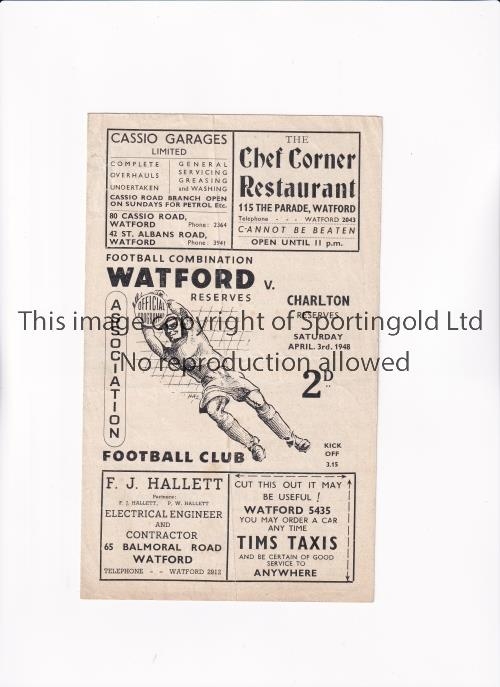 CASSIO GARAGES
LIMITED
COMPLETE
OVERHAULS
UNDERTAKEN
GENERAL
SERVICING
GREASING
and WASHING
CASSIO ROAD BRANCH OPEN
ON SUNDAYS FOR PETROL Etc.
80 CASSIO ROAD,
WATFORD Phone: 2364
42 ST. ALBANS ROAD,
WATFORD Phone: 3941
THE
Chef Corner
Restaurant
115 THE PARADE, WATFORD
Telephone - - - WATFORD 2043
CANNOT BE BEATEN
OPEN UNTIL 11 p.m.
FOOTBALL COMBINATION
WATFORD v.
RESERVES
CHARLTON
RESERVES
SATURDAY
APRIL. 3rd. 1948
2D
OFFICIAL
PROGRAMME
ASSOCIATION
FOOTBALL CLUB
KICK
OFF
3.15
This image copyright of Sportingold Ltd
No reproduction allowed
F. J. HALLETT
Partners:
F. J. HALLETT, P. W. HALLETT
ELECTRICAL ENGINEER
AND
CONTRACTOR
65 BALMORAL ROAD
WATFORD
TELEPHONE - - WATFORD 2912
CUT THIS OUT IT MAY
BE USEFUL !
WATFORD 5435
YOU MAY ORDER A CAR
ANY TIME
TIMS TAXIS
AND BE CERTAIN OF GOOD
SERVICE TO
ANYWHERE